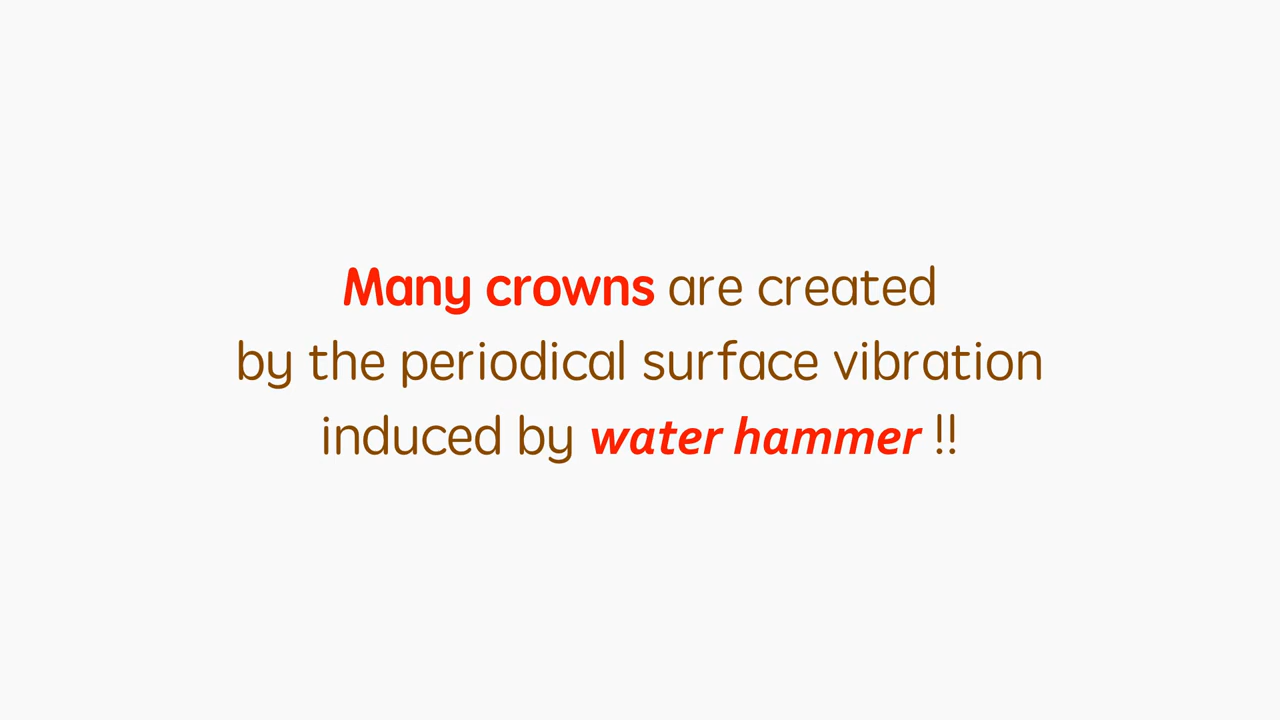 Many crowns are created
by the periodical surface vibration
induced by water hammer !!